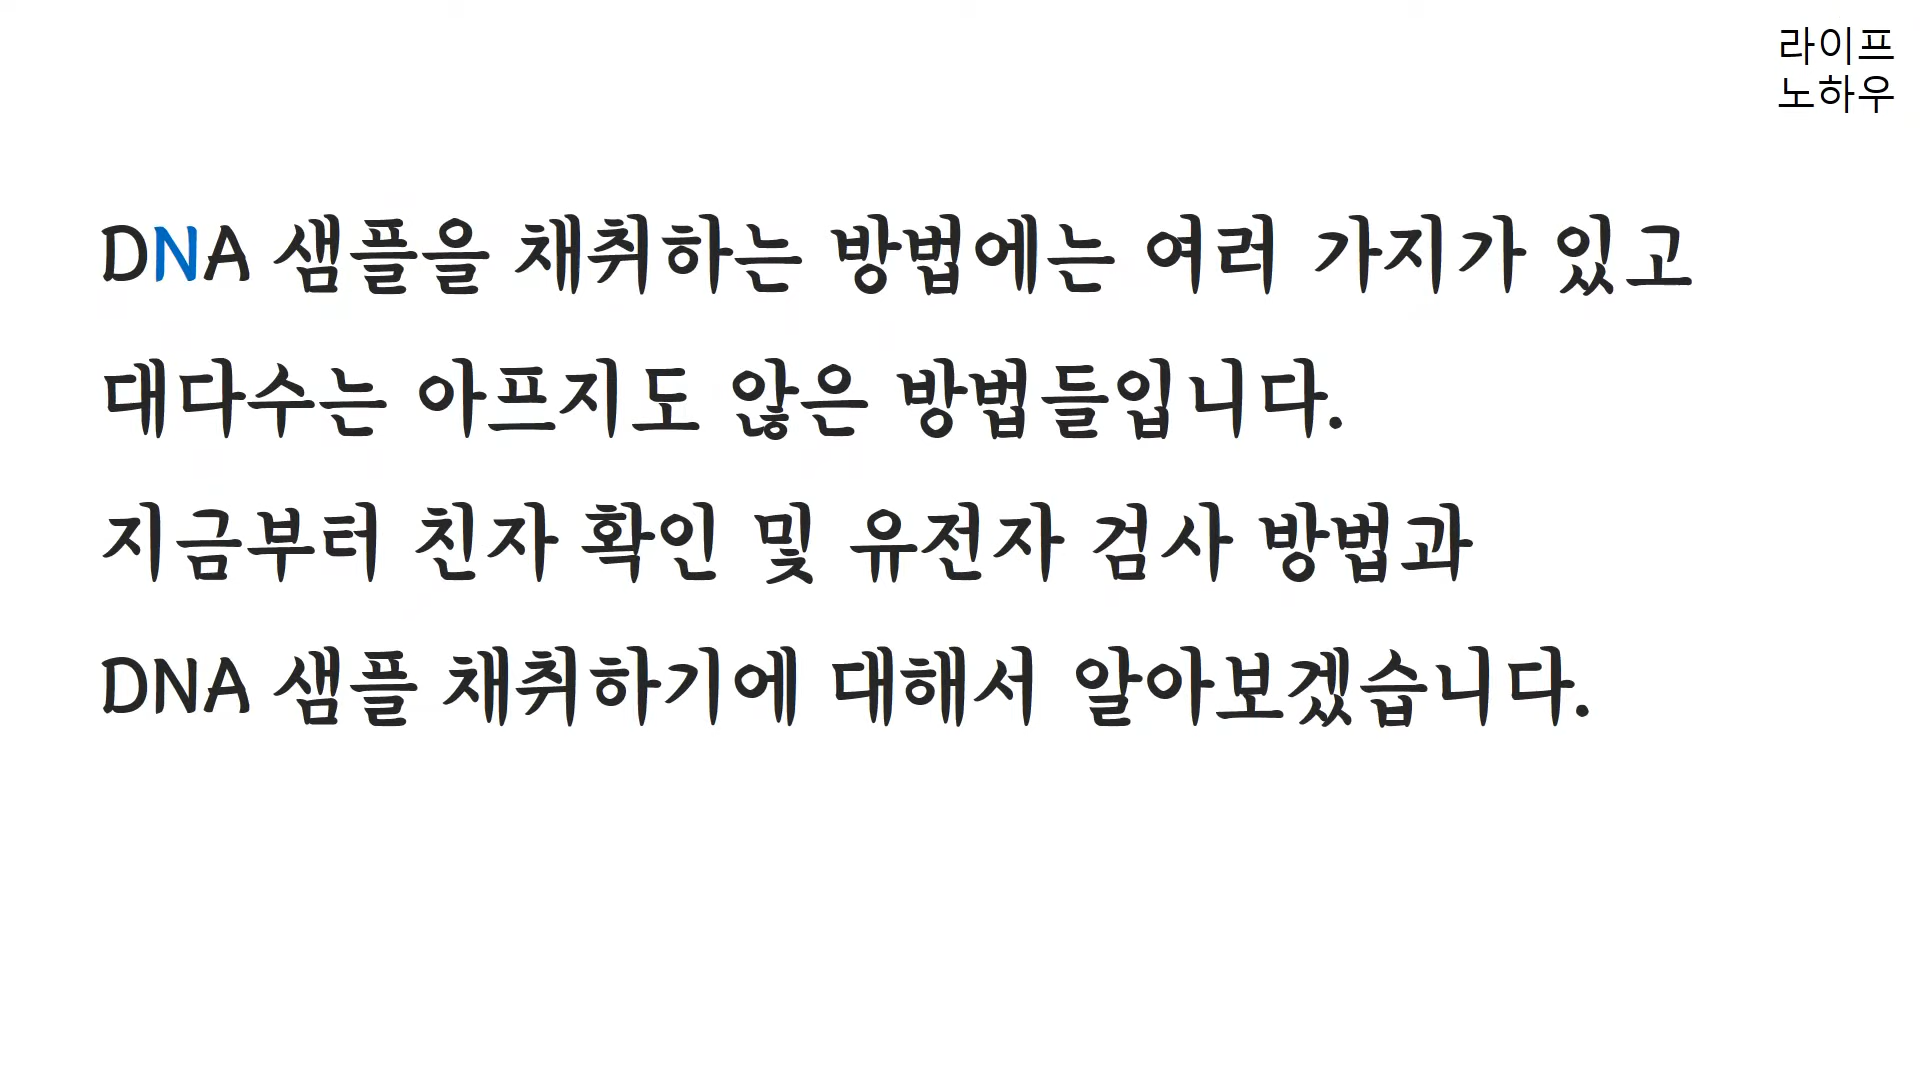 라이프
노하우
DNA 샘플을 채취하는 방법에는 여러 가지가 있고
대다수는 아프지도 않은 방법들입니다.
지금부터 친자 확인 및 유전자 검사 방법과
DNA 샘플 채취하기에 대해서 알아보겠습니다.